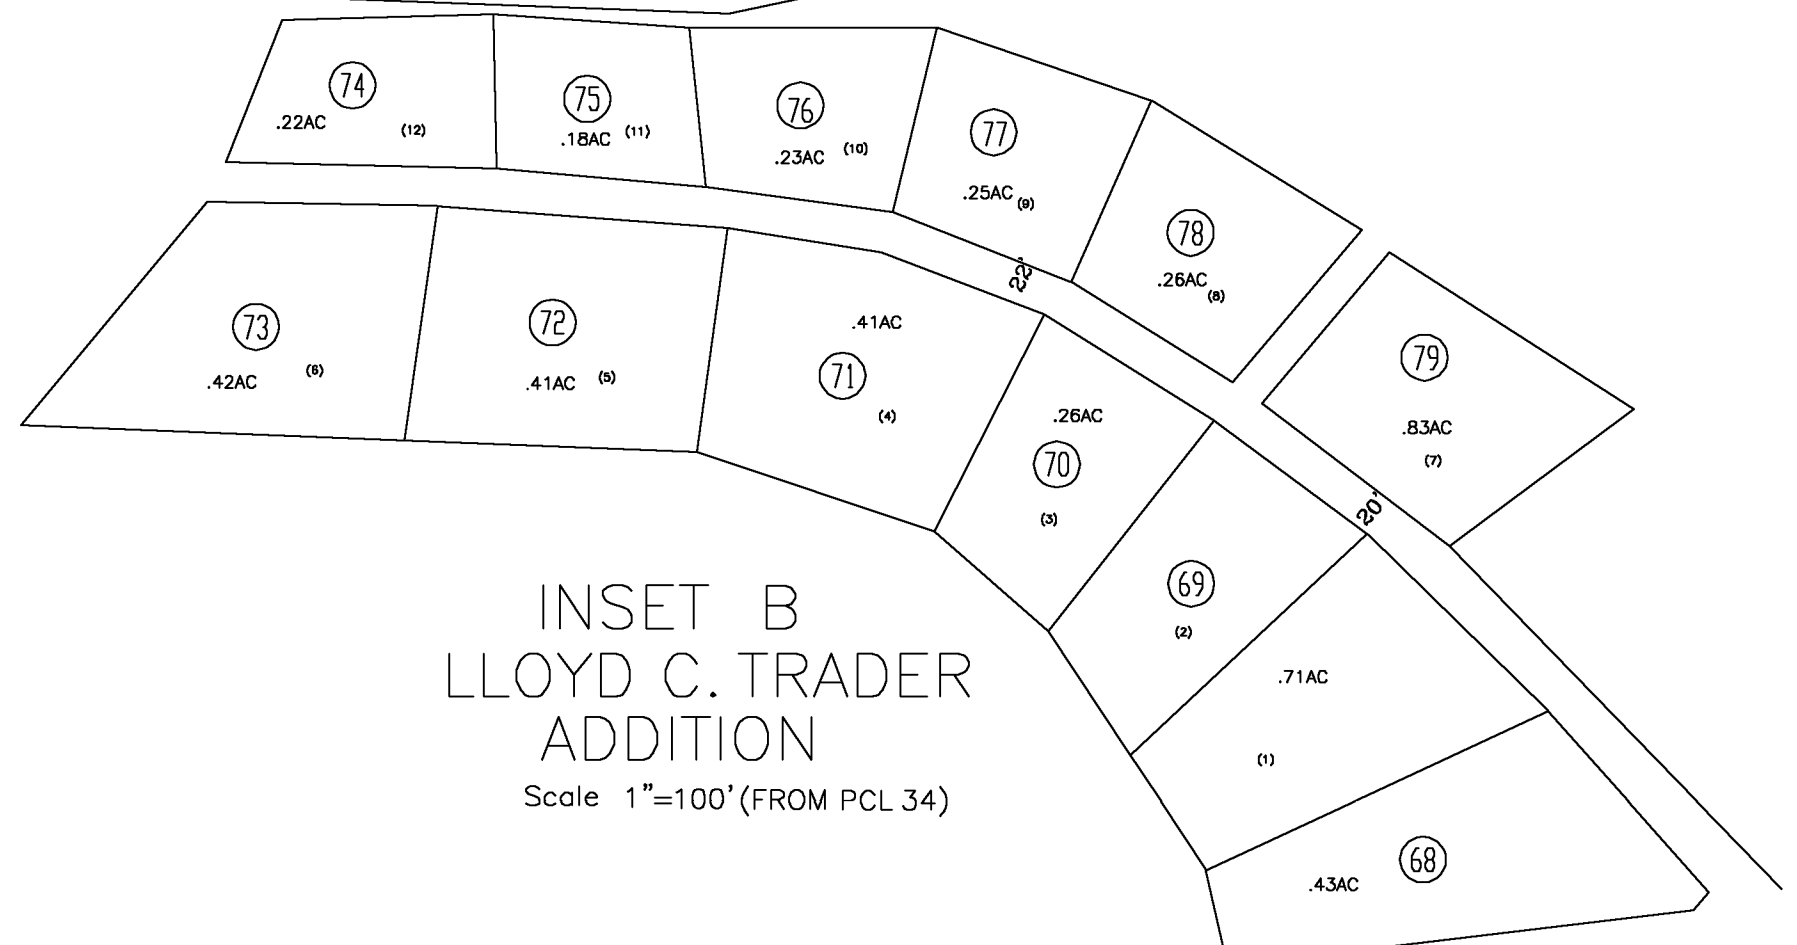 74
.22AC (12)
75
.18AC (11)
76
.23AC (10)
77
.25AC (9)
78
.26AC (8)
22'
79
.83AC
(7)
73
.42AC (6)
72
.41AC (5)
.41AC
71
(4)
.26AC
70
(3)
20'
69
(2)
.71AC
(1)
68
.43AC
INSET B
LLOYD C. TRADER
ADDITION
Scale 1"=100' (FROM PCL 34)